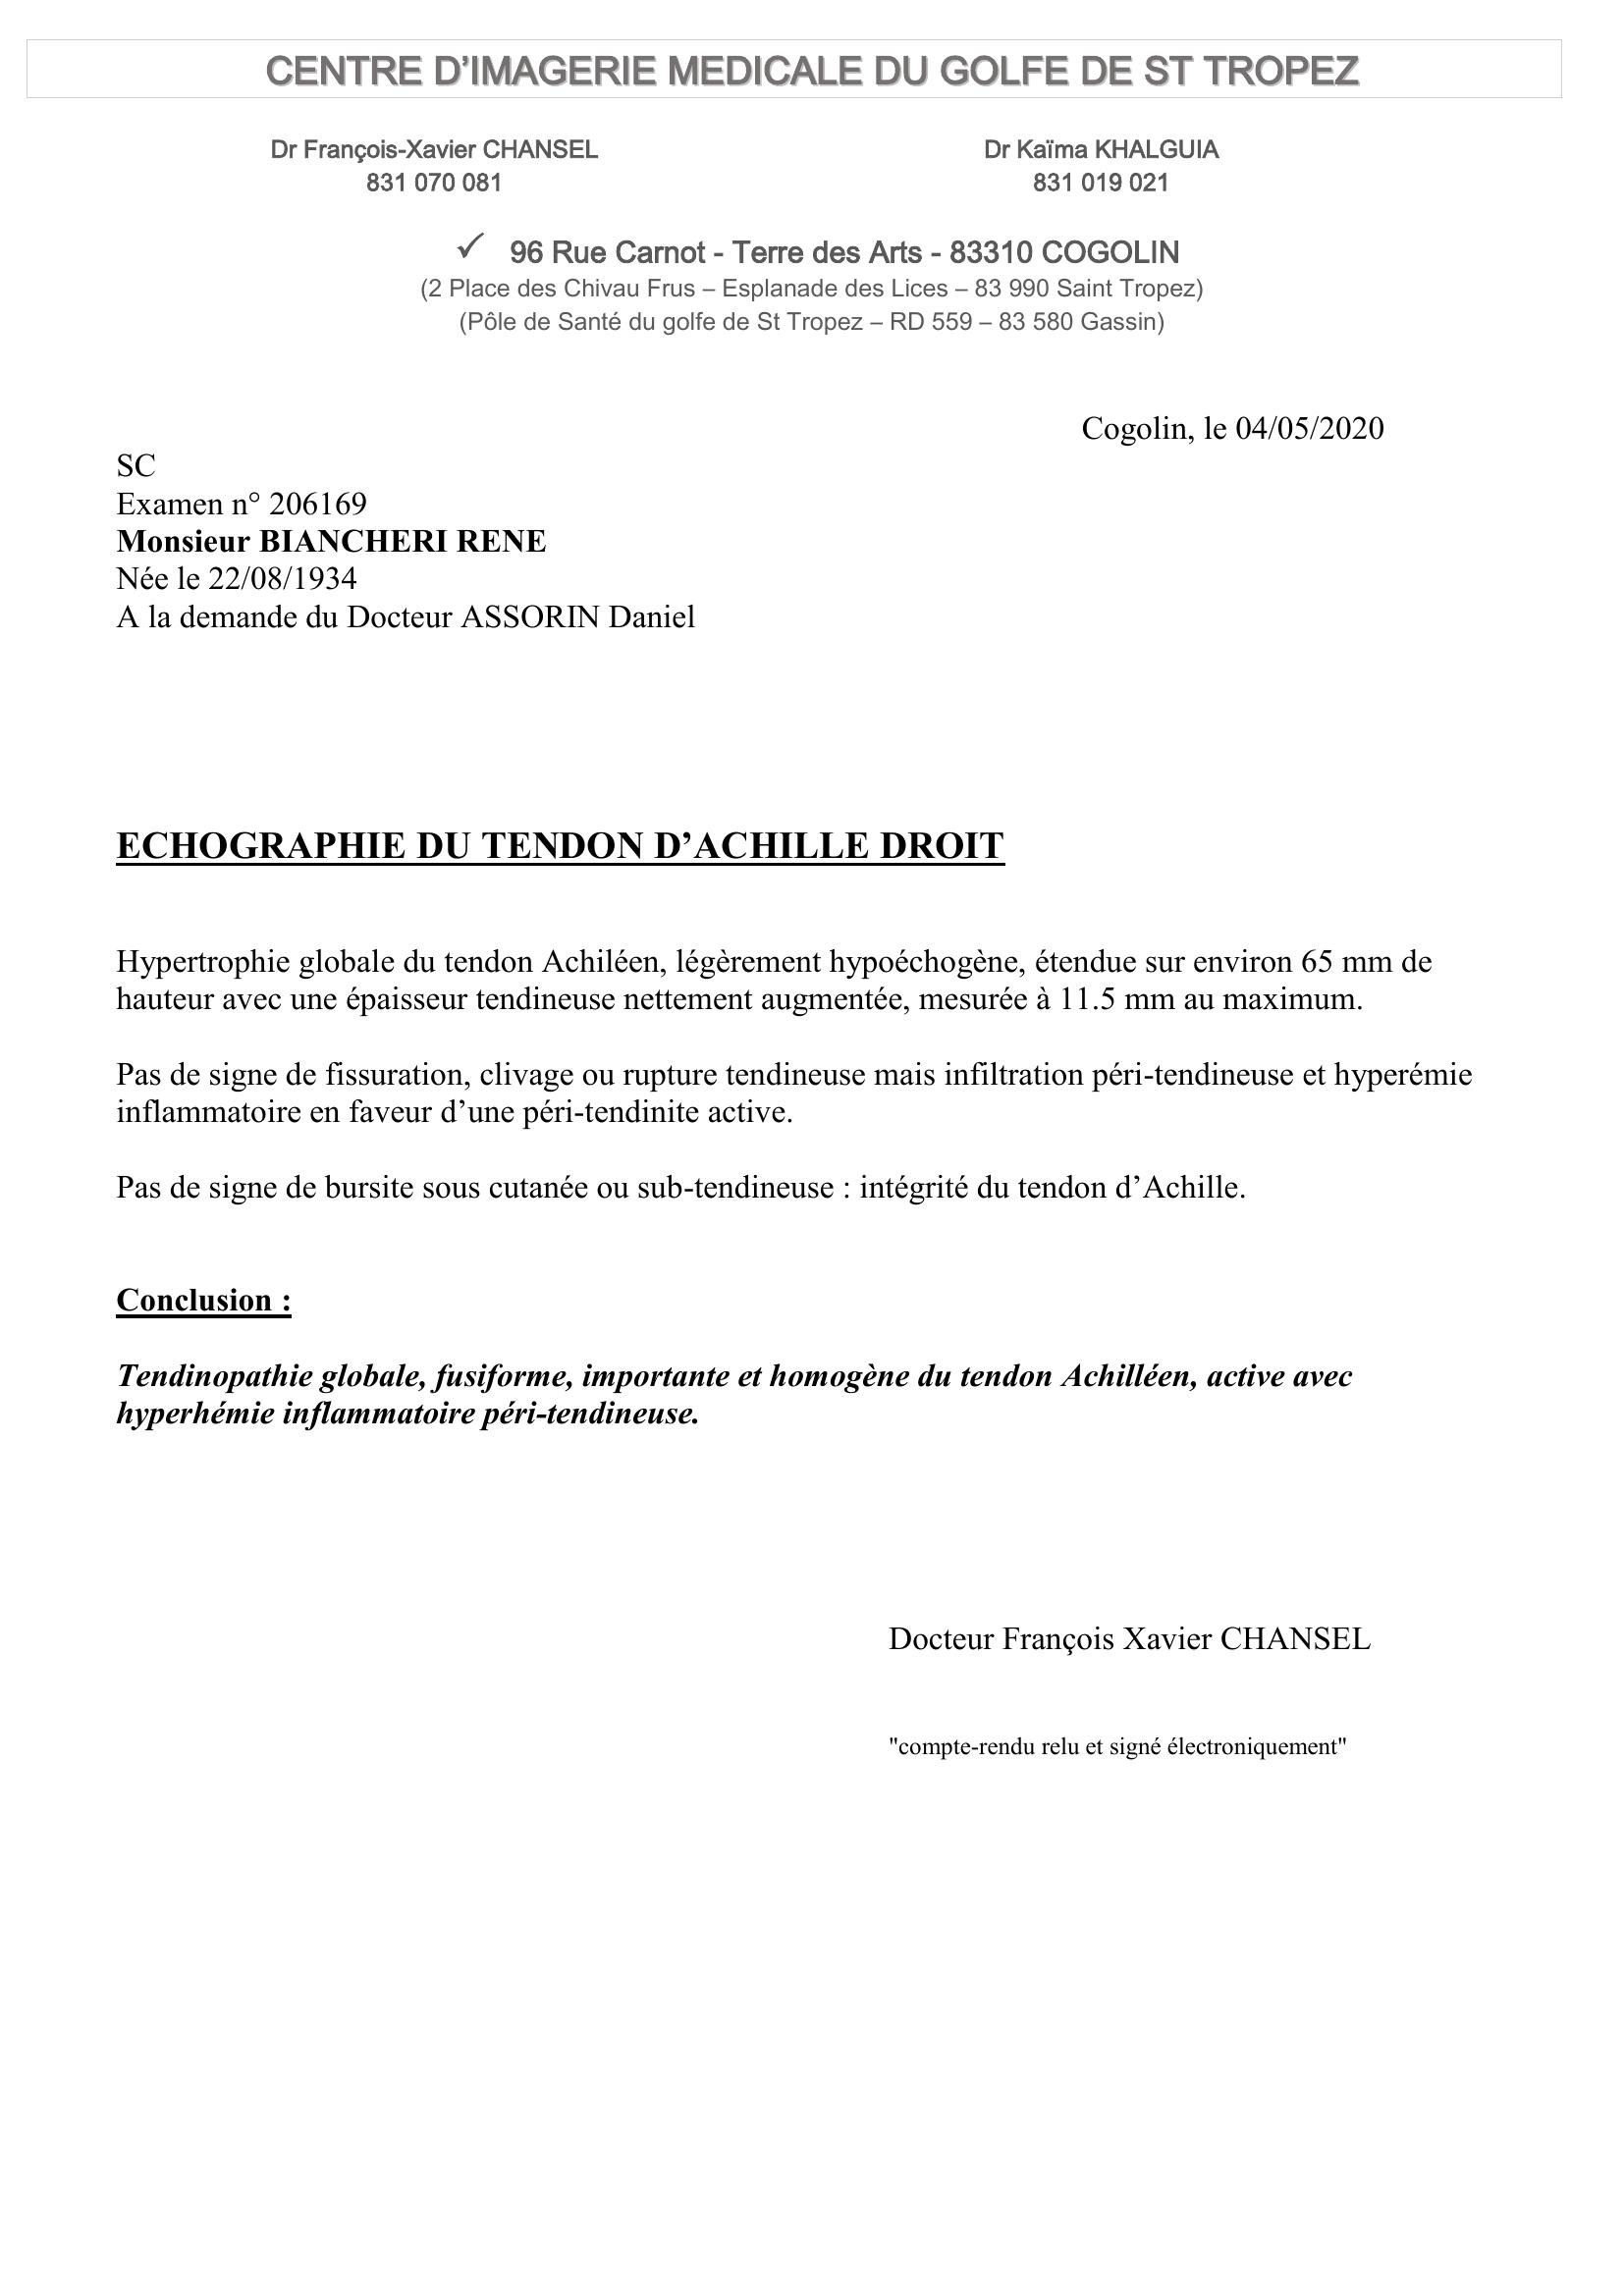 CENTRE D’IMAGERIE MEDICALE DU GOLFE DE ST TROPEZ
Dr François-Xavier CHANSEL
831 070 081
Dr Kaïma KHALGUIA
831 019 021
✓ 96 Rue Carnot - Terre des Arts - 83310 COGOLIN
(2 Place des Chivau Frus – Esplanade des Lices – 83 990 Saint Tropez)
(Pôle de Santé du golfe de St Tropez – RD 559 – 83 580 Gassin)
Cogolin, le 04/05/2020
SC
Examen n° 206169
Monsieur BIANCHERI RENE
Née le 22/08/1934
A la demande du Docteur ASSORIN Daniel
ECHOGRAPHIE DU TENDON D’ACHILLE DROIT
Hypertrophie globale du tendon Achiléen, légèrement hypoéchogène, étendue sur environ 65 mm de
hauteur avec une épaisseur tendineuse nettement augmentée, mesurée à 11.5 mm au maximum.
Pas de signe de fissuration, clivage ou rupture tendineuse mais infiltration péri-tendineuse et hyperémie
inflammatoire en faveur d’une péri-tendinite active.
Pas de signe de bursite sous cutanée ou sub-tendineuse : intégrité du tendon d’Achille.
Conclusion :
Tendinopathie globale, fusiforme, importante et homogène du tendon Achilléen, active avec
hyperhémie inflammatoire péri-tendineuse.
Docteur François Xavier CHANSEL
"compte-rendu relu et signé électroniquement"